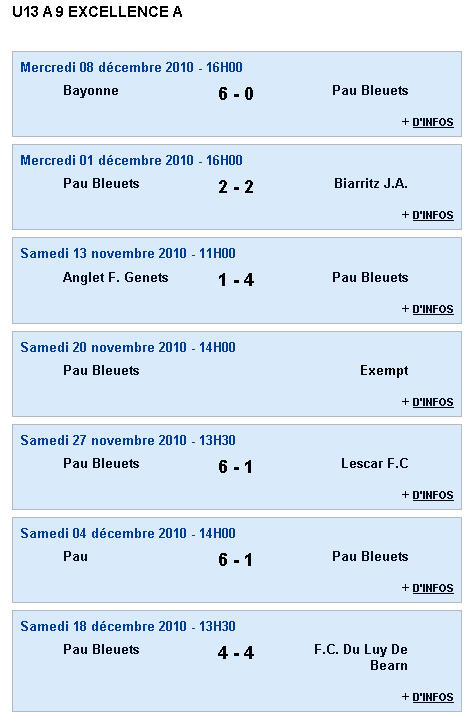 U13 A 9 EXCELLENCE A
Mercredi 08 décembre 2010 - 16H00
Bayonne 6 - 0 Pau Bleuets
+ D'INFOS
Mercredi 01 décembre 2010 - 16H00
Pau Bleuets 2 - 2 Biarritz J.A.
+ D'INFOS
Samedi 13 novembre 2010 - 11H00
Anglet F. Genets 1 - 4 Pau Bleuets
+ D'INFOS
Samedi 20 novembre 2010 - 14H00
Pau Bleuets Exempt
+ D'INFOS
Samedi 27 novembre 2010 - 13H30
Pau Bleuets 6 - 1 Lescar F.C
+ D'INFOS
Samedi 04 décembre 2010 - 14H00
Pau 6 - 1 Pau Bleuets
+ D'INFOS
Samedi 18 décembre 2010 - 13H30
Pau Bleuets 4 - 4 F.C. Du Luy De
Bearn
+ D'INFOS